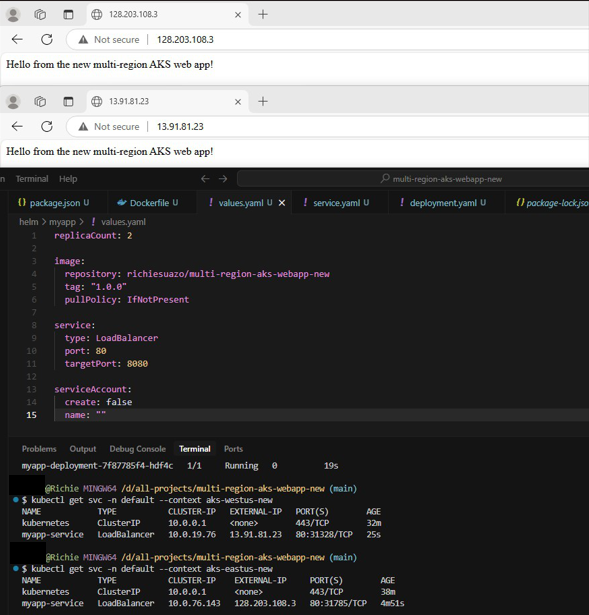 128.203.108.3
Not secure 128.203.108.3
Hello from the new multi-region AKS web app!
13.91.81.23
Not secure 13.91.81.23
Hello from the new multi-region AKS web app!
n Terminal Help multi-region-aks-webapp-new
{} package.json U Dockerfile U ! values.yaml U ! service.yaml U ! deployment.yaml U {} package-lock.jso
helm > myapp > ! values.yaml
1 replicaCount: 2
2
3 image:
4 repository: richiesuazo/multi-region-aks-webapp-new
5 tag: "1.0.0"
6 pullPolicy: IfNotPresent
7
8 service:
9 type: LoadBalancer
10 port: 80
11 targetPort: 8080
12
13 serviceAccount:
14 create: false
15 name: ""
Problems Output Debug Console Terminal Ports
myapp-deployment-7f87785f4-hdf4c 1/1 Running 0 19s
@Richie MINGW64 /d/all-projects/multi-region-aks-webapp-new (main)
$ kubectl get svc -n default --context aks-westus-new
NAME TYPE CLUSTER-IP EXTERNAL-IP PORT(S) AGE
kubernetes ClusterIP 10.0.0.1 <none> 443/TCP 32m
myapp-service LoadBalancer 10.0.19.76 13.91.81.23 80:31328/TCP 25s
@Richie MINGW64 /d/all-projects/multi-region-aks-webapp-new (main)
$ kubectl get svc -n default --context aks-eastus-new
NAME TYPE CLUSTER-IP EXTERNAL-IP PORT(S) AGE
kubernetes ClusterIP 10.0.0.1 <none> 443/TCP 38m
myapp-service LoadBalancer 10.0.76.143 128.203.108.3 80:31785/TCP 4m51s